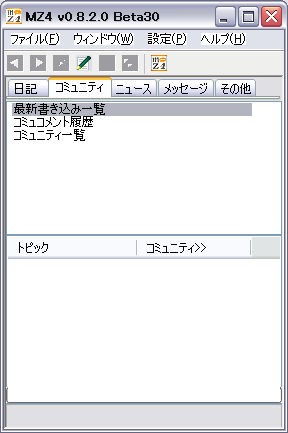 MZ4 v0.8.2.0 Beta30
ファイル(F) ウィンドウ(W) 設定(P) ヘルプ(H)
日記 コミュニティ ニュース メッセージ その他
最新書き込み一覧
コミュコメント履歴
コミュニティ一覧
トピック コミュニティ>>